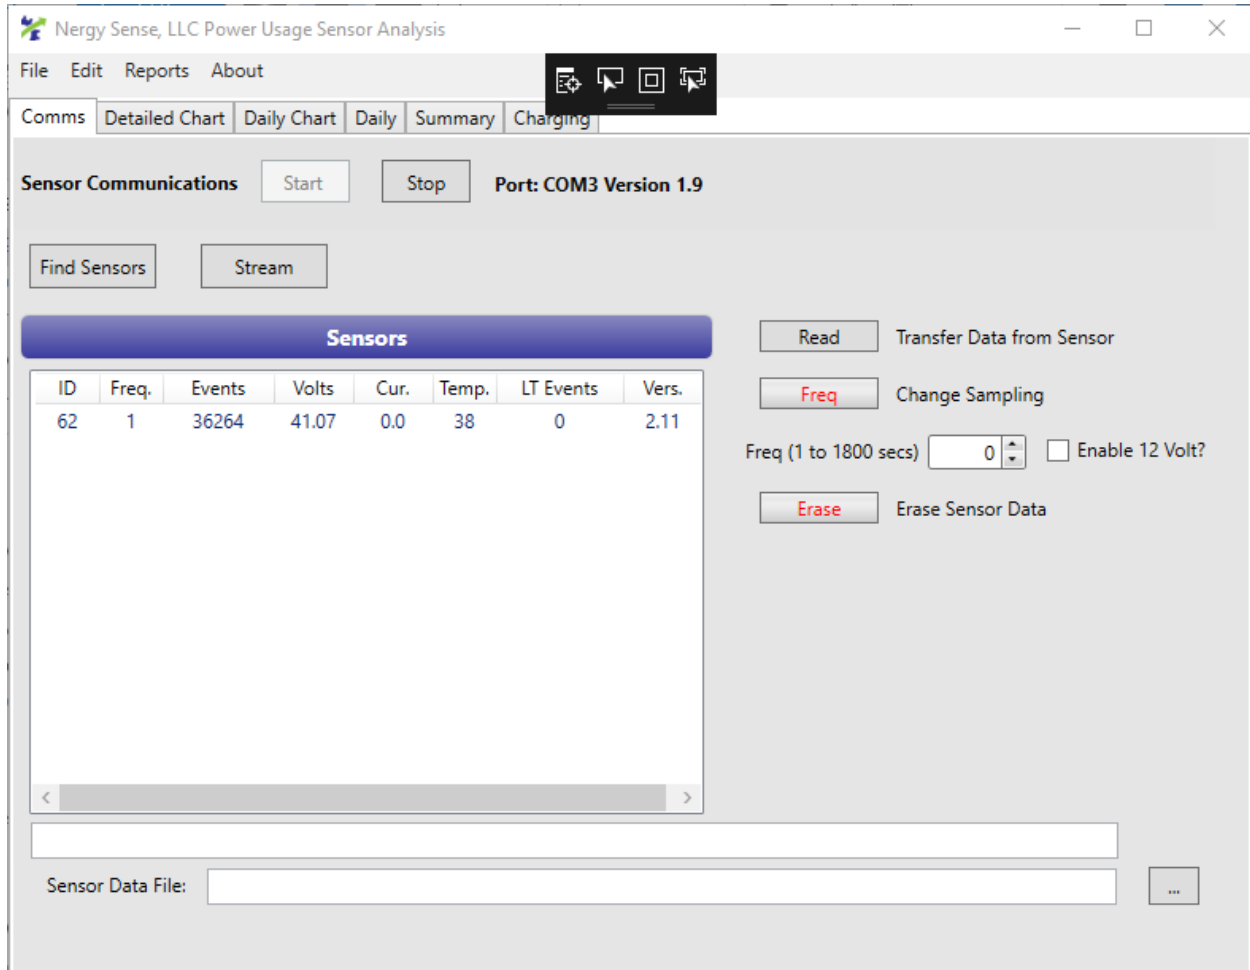 Nergy Sense, LLC Power Usage Sensor Analysis
File Edit Reports About
Comms Detailed Chart Daily Chart Daily Summary Charging
Sensor Communications Start Stop Port: COM3 Version 1.9
Find Sensors Stream
Sensors
ID Freq. Events Volts Cur. Temp. LT Events Vers.
62 1 36264 41.07 0.0 38 0 2.11
Read Transfer Data from Sensor
Freq Change Sampling
Freq (1 to 1800 secs) 0 Enable 12 Volt?
Erase Erase Sensor Data
Sensor Data File: ...